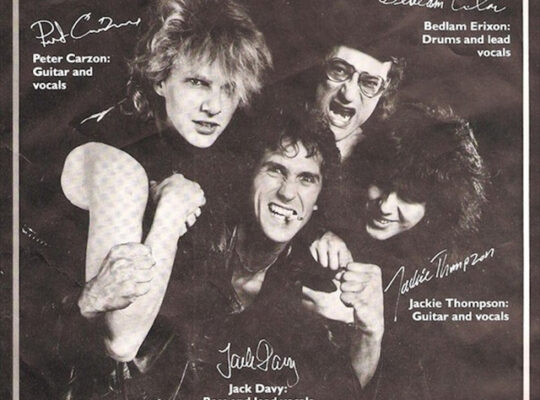 Bedlam Erixon:
Drums and lead
vocals
Peter Carzon:
Guitar and
vocals
Jackie Thompson
Jackie Thompson:
Guitar and vocals
Jack Davy
Jack Davy: